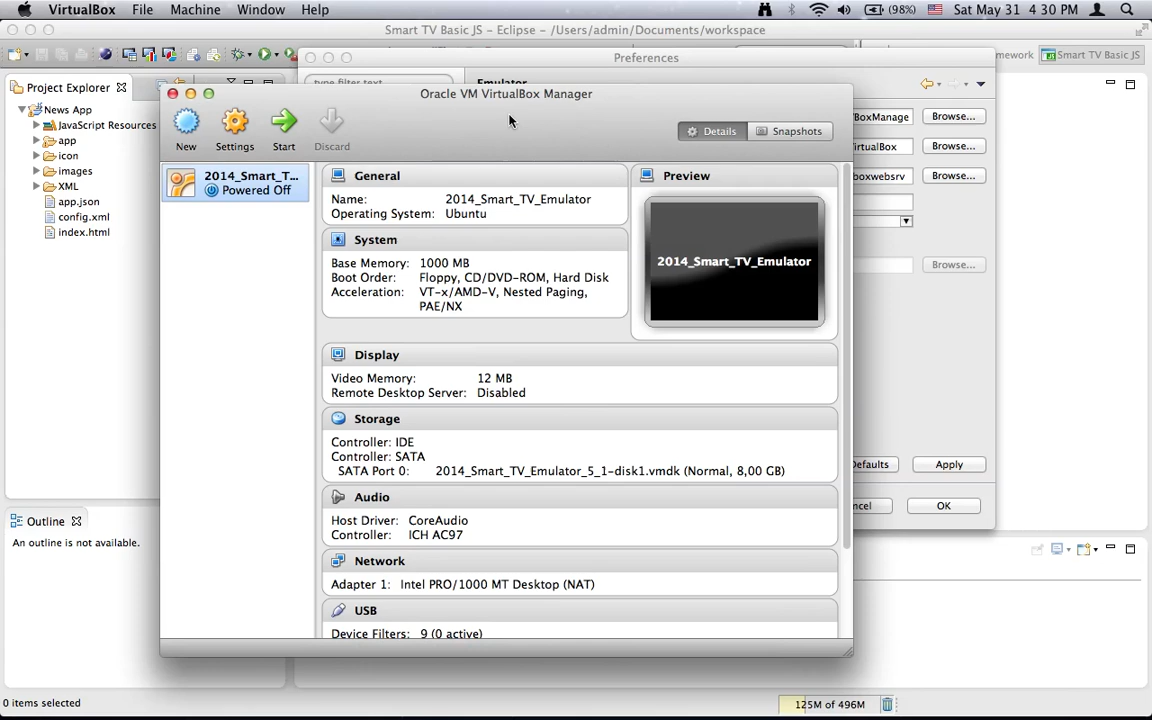 VirtualBox File Machine Window Help (98%) Sat May 31 4:30 PM
Smart TV Basic JS - Eclipse - /Users/admin/Documents/workspace
Preferences
mework Smart TV Basic JS
Project Explorer
Emulator
News App
JavaScript Resources
app
icon
images
XML
app.json
config.xml
index.html
Oracle VM VirtualBox Manager
New Settings Start Discard
Details Snapshots
2014_Smart_T...
Powered Off
General
Name: 2014_Smart_TV_Emulator
Operating System: Ubuntu
System
Base Memory: 1000 MB
Boot Order: Floppy, CD/DVD-ROM, Hard Disk
Acceleration: VT-x/AMD-V, Nested Paging,
PAE/NX
Preview
2014_Smart_TV_Emulator
Display
Video Memory: 12 MB
Remote Desktop Server: Disabled
Storage
Controller: IDE
Controller: SATA
SATA Port 0: 2014_Smart_TV_Emulator_5_1-disk1.vmdk (Normal, 8,00 GB)
Audio
Host Driver: CoreAudio
Controller: ICH AC97
Network
Adapter 1: Intel PRO/1000 MT Desktop (NAT)
USB
Device Filters: 9 (0 active)
BoxManage Browse...
irtualBox Browse...
boxwebsrv Browse...
Browse...
Defaults Apply
ncel OK
Outline
An outline is not available.
0 items selected
125M of 496M